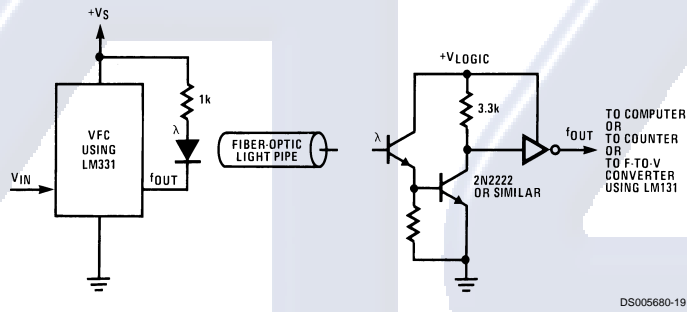 +VS
1k
λ
VFC
USING
LM331
VIN
fOUT
FIBER-OPTIC
LIGHT PIPE
+VLOGIC
3.3k
λ
2N2222
OR SIMILAR
fOUT
TO COMPUTER
OR
TO COUNTER
OR
TO F-TO-V
CONVERTER
USING LM131
DS005680-19